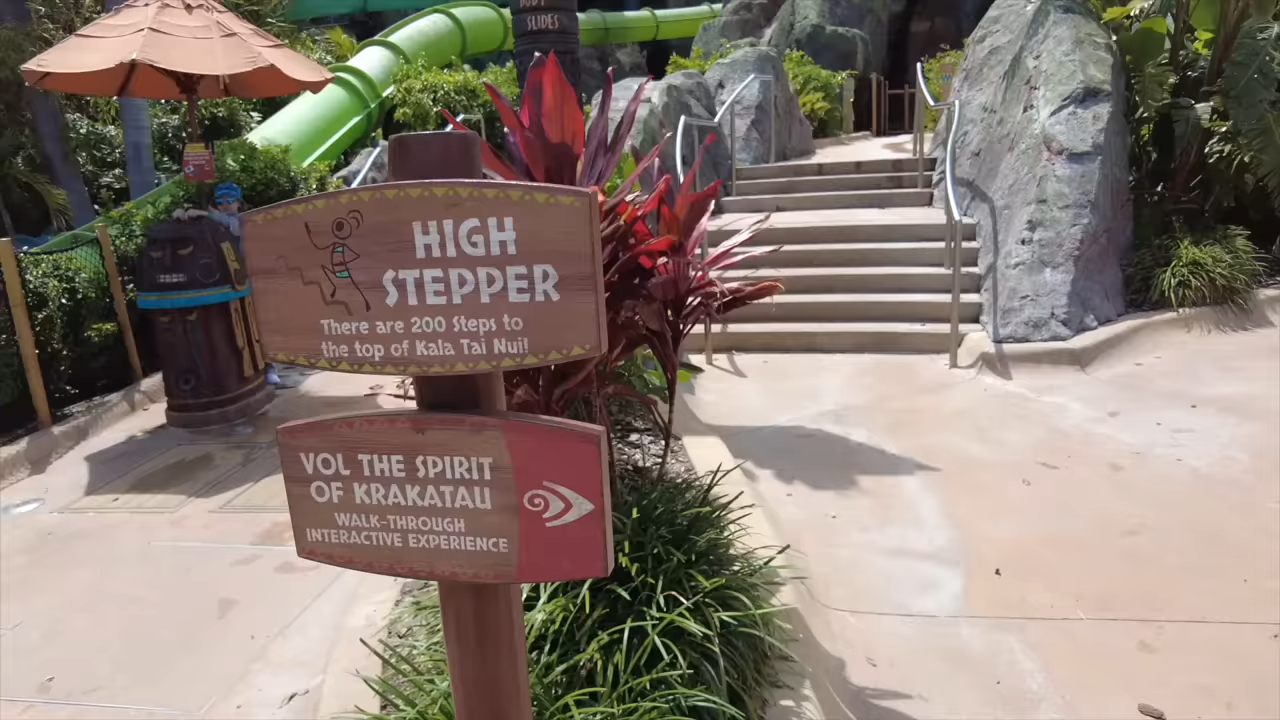 BODY
SLIDES
HIGH
STEPPER
There are 200 Steps to
the top of Kala Tai Nui!
VOL THE SPIRIT
OF KRAKATAU
WALK-THROUGH
INTERACTIVE EXPERIENCE